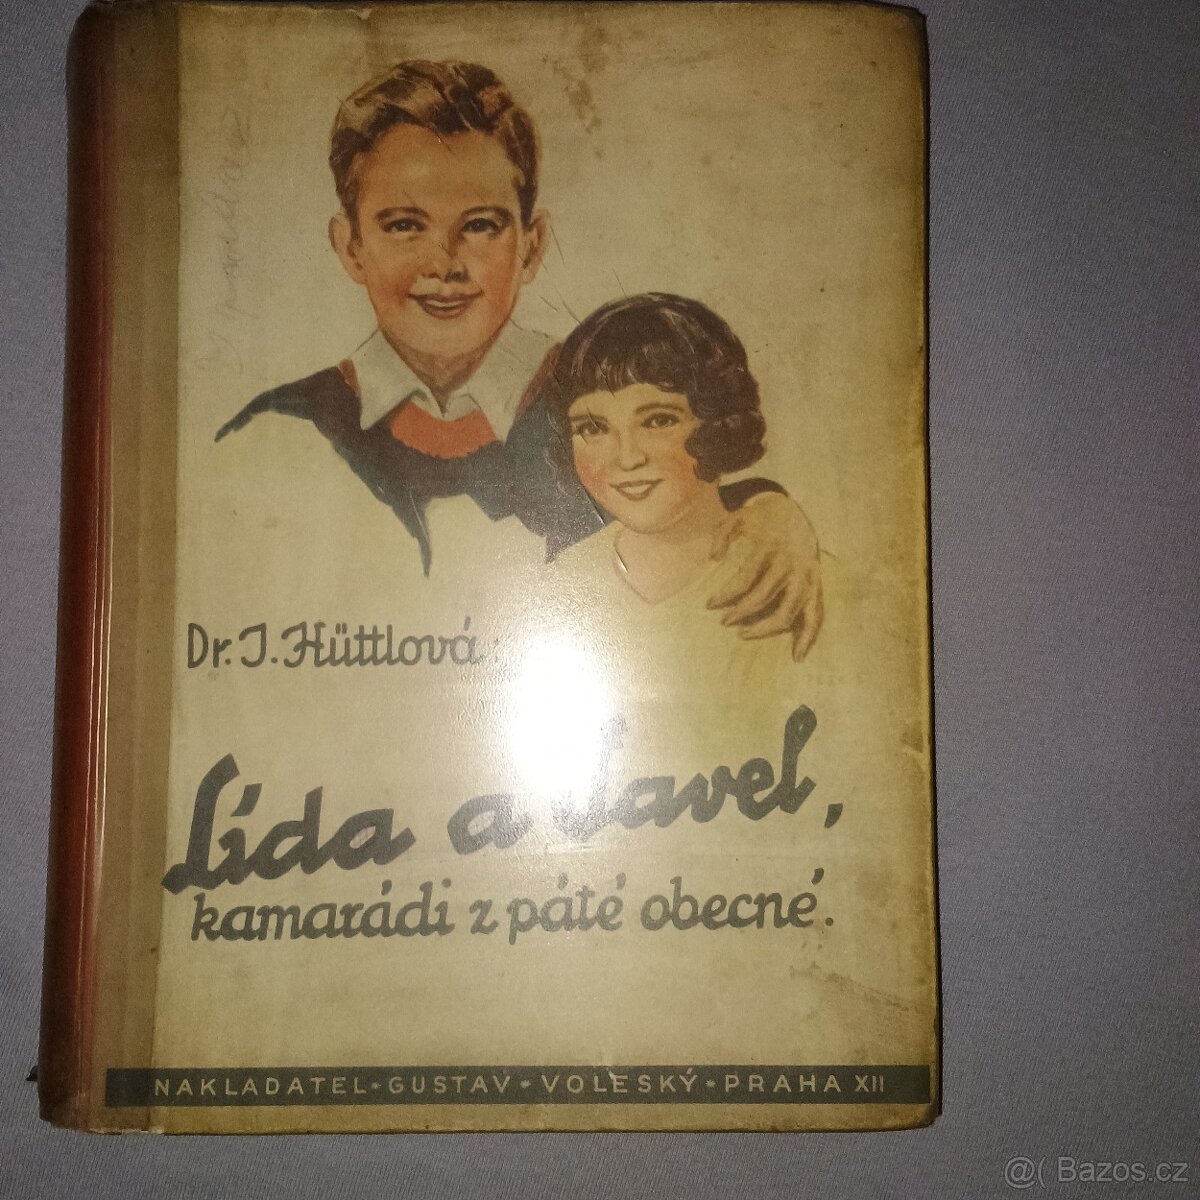 Dr. J. Hüttlová:
Lída a Pavel,
kamarádi z páté obecné.
NAKLADATEL • GUSTAV • VOLESKÝ • PRAHA XII
@( Bazos.cz